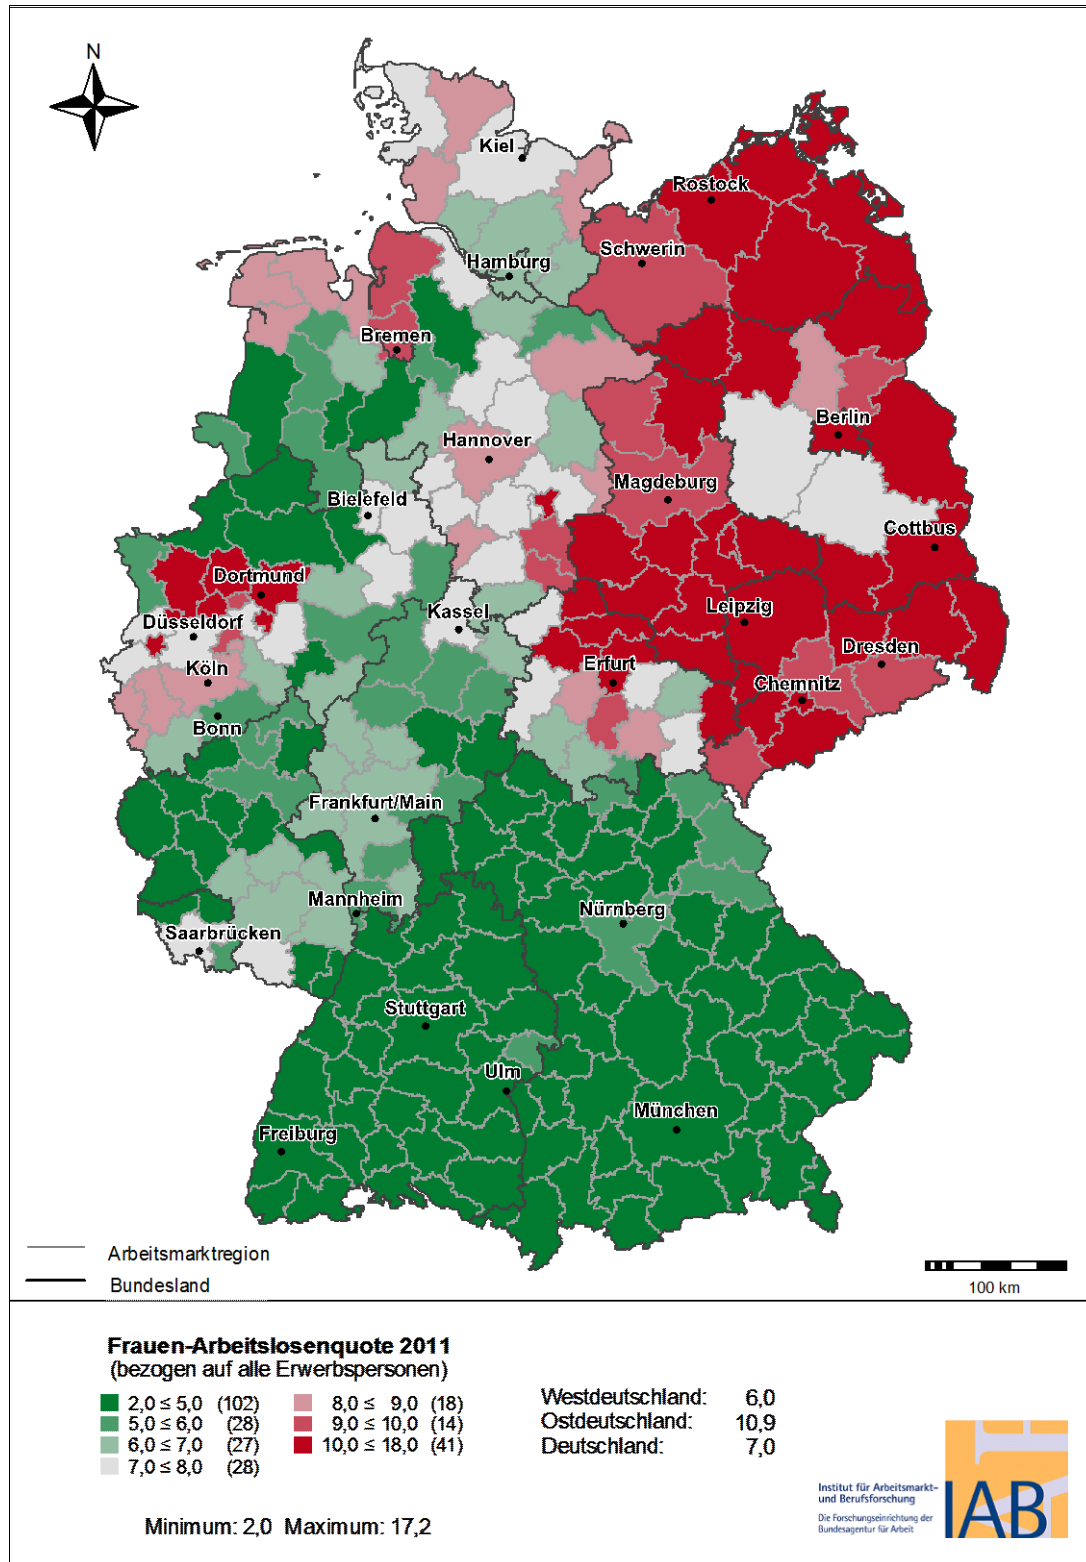 N
Kiel
Rostock
Schwerin
Hamburg
Bremen
Berlin
Hannover
Magdeburg
Bielefeld
Cottbus
Dortmund
Leipzig
Kassel
Düsseldorf
Dresden
Erfurt
Köln
Chemnitz
Bonn
Frankfurt/Main
Mannheim
Nürnberg
Saarbrücken
Stuttgart
Ulm
München
Freiburg
Arbeitsmarktregion
Bundesland
100 km
Frauen-Arbeitslosenquote 2011
(bezogen auf alle Erwerbspersonen)
2,0 ≤ 5,0 (102)
5,0 ≤ 6,0 (28)
6,0 ≤ 7,0 (27)
7,0 ≤ 8,0 (28)
8,0 ≤ 9,0 (18)
9,0 ≤ 10,0 (14)
10,0 ≤ 18,0 (41)
Westdeutschland: 6,0
Ostdeutschland: 10,9
Deutschland: 7,0
Minimum: 2,0 Maximum: 17,2
Institut für Arbeitsmarkt-
und Berufsforschung
Die Forschungseinrichtung der
Bundesagentur für Arbeit
IAB